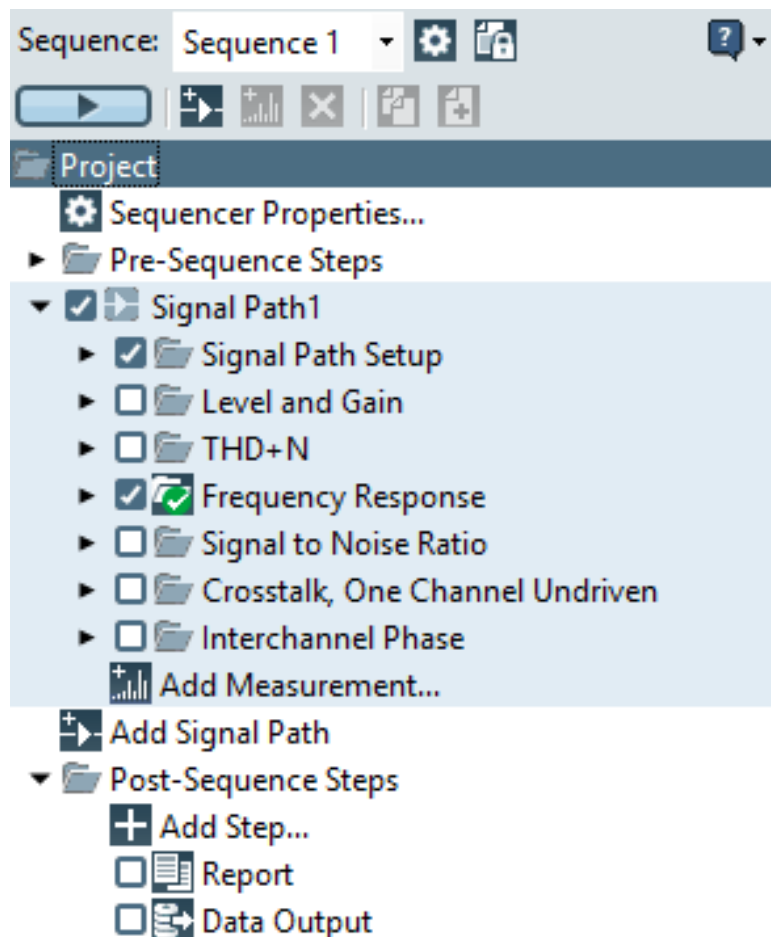 Sequence: Sequence 1 ?
Project
Sequencer Properties...
Pre-Sequence Steps
Signal Path1
Signal Path Setup
Level and Gain
THD+N
Frequency Response
Signal to Noise Ratio
Crosstalk, One Channel Undriven
Interchannel Phase
Add Measurement...
Add Signal Path
Post-Sequence Steps
Add Step...
Report
Data Output